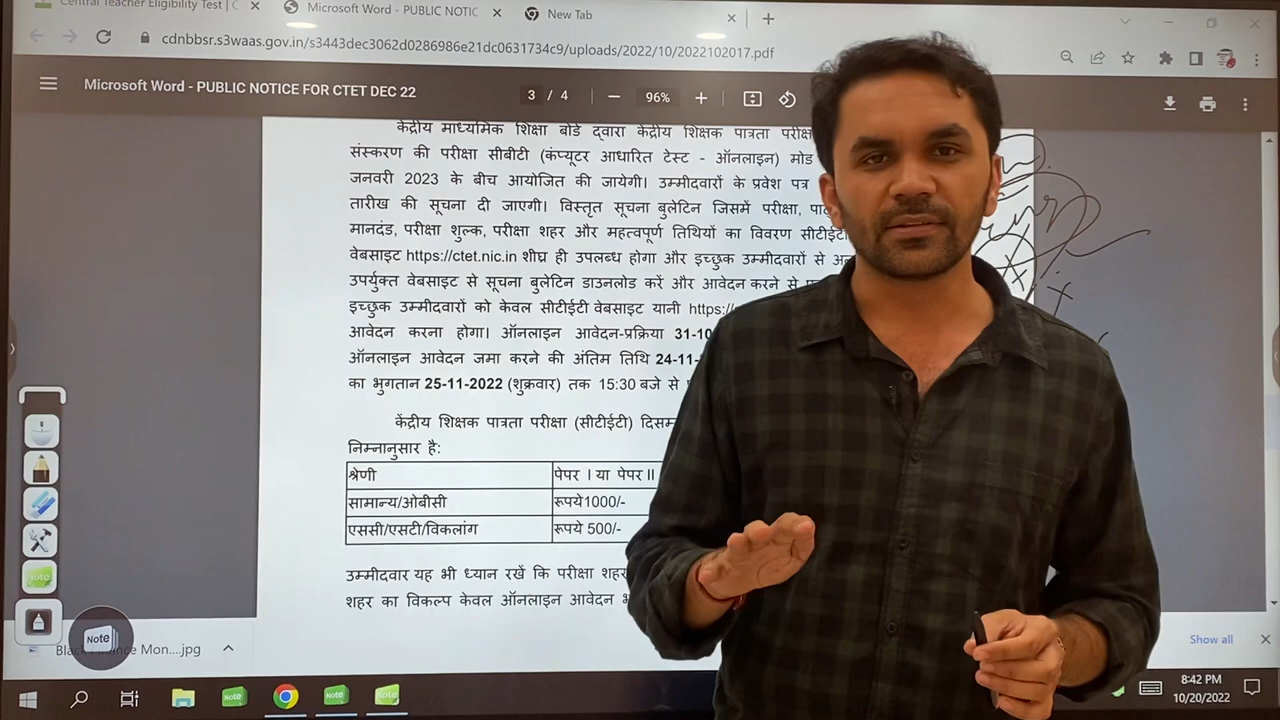 Central Teacher Eligibility Test | C
Microsoft Word - PUBLIC NOTIC
New Tab
cdnbbsr.s3waas.gov.in/s3443dec3062d0286986e21dc0631734c9/uploads/2022/10/2022102017.pdf
Microsoft Word - PUBLIC NOTICE FOR CTET DEC 22
3 / 4
96%
केंद्रीय माध्यमिक शिक्षा बोर्ड द्वारा केंद्रीय शिक्षक पात्रता
संस्करण की परीक्षा सीबीटी (कंप्यूटर आधारित टेस्ट - ऑनलाइन) मोड
जनवरी 2023 के बीच आयोजित की जायेगी। उम्मीदवारों के प्रवेश पत्र
तारीख की सूचना दी जाएगी। विस्तृत सूचना बुलेटिन जिसमें परीक्षा,
मानदंड, परीक्षा शुल्क, परीक्षा शहर और महत्वपूर्ण तिथियों का विवरण सीटीईटी
वेबसाइट https://ctet.nic.in शीघ्र ही उपलब्ध होगा और इच्छुक उम्मीदवारों से
उपर्युक्त वेबसाइट से सूचना बुलेटिन डाउनलोड करें और आवेदन करने से
इच्छुक उम्मीदवारों को केवल सीटीईटी वेबसाइट यानी https:/
आवेदन करना होगा। ऑनलाइन आवेदन-प्रक्रिया 31-10
ऑनलाइन आवेदन जमा करने की अंतिम तिथि 24-11-
का भुगतान 25-11-2022 (शुक्रवार) तक 15:30 बजे से
केंद्रीय शिक्षक पात्रता परीक्षा (सीटीईटी)
निम्नानुसार है:
श्रेणी पेपर I या पेपर II
सामान्य/ओबीसी रूपये1000/-
एससी/एसटी/विकलांग रूपये 500/-
उम्मीदवार यह भी ध्यान रखें कि परीक्षा शहर
शहर का विकल्प केवल ऑनलाइन आवेदन
note
Note
Mon....jpg
Show all
Note
Note
note
8:42 PM
10/20/2022